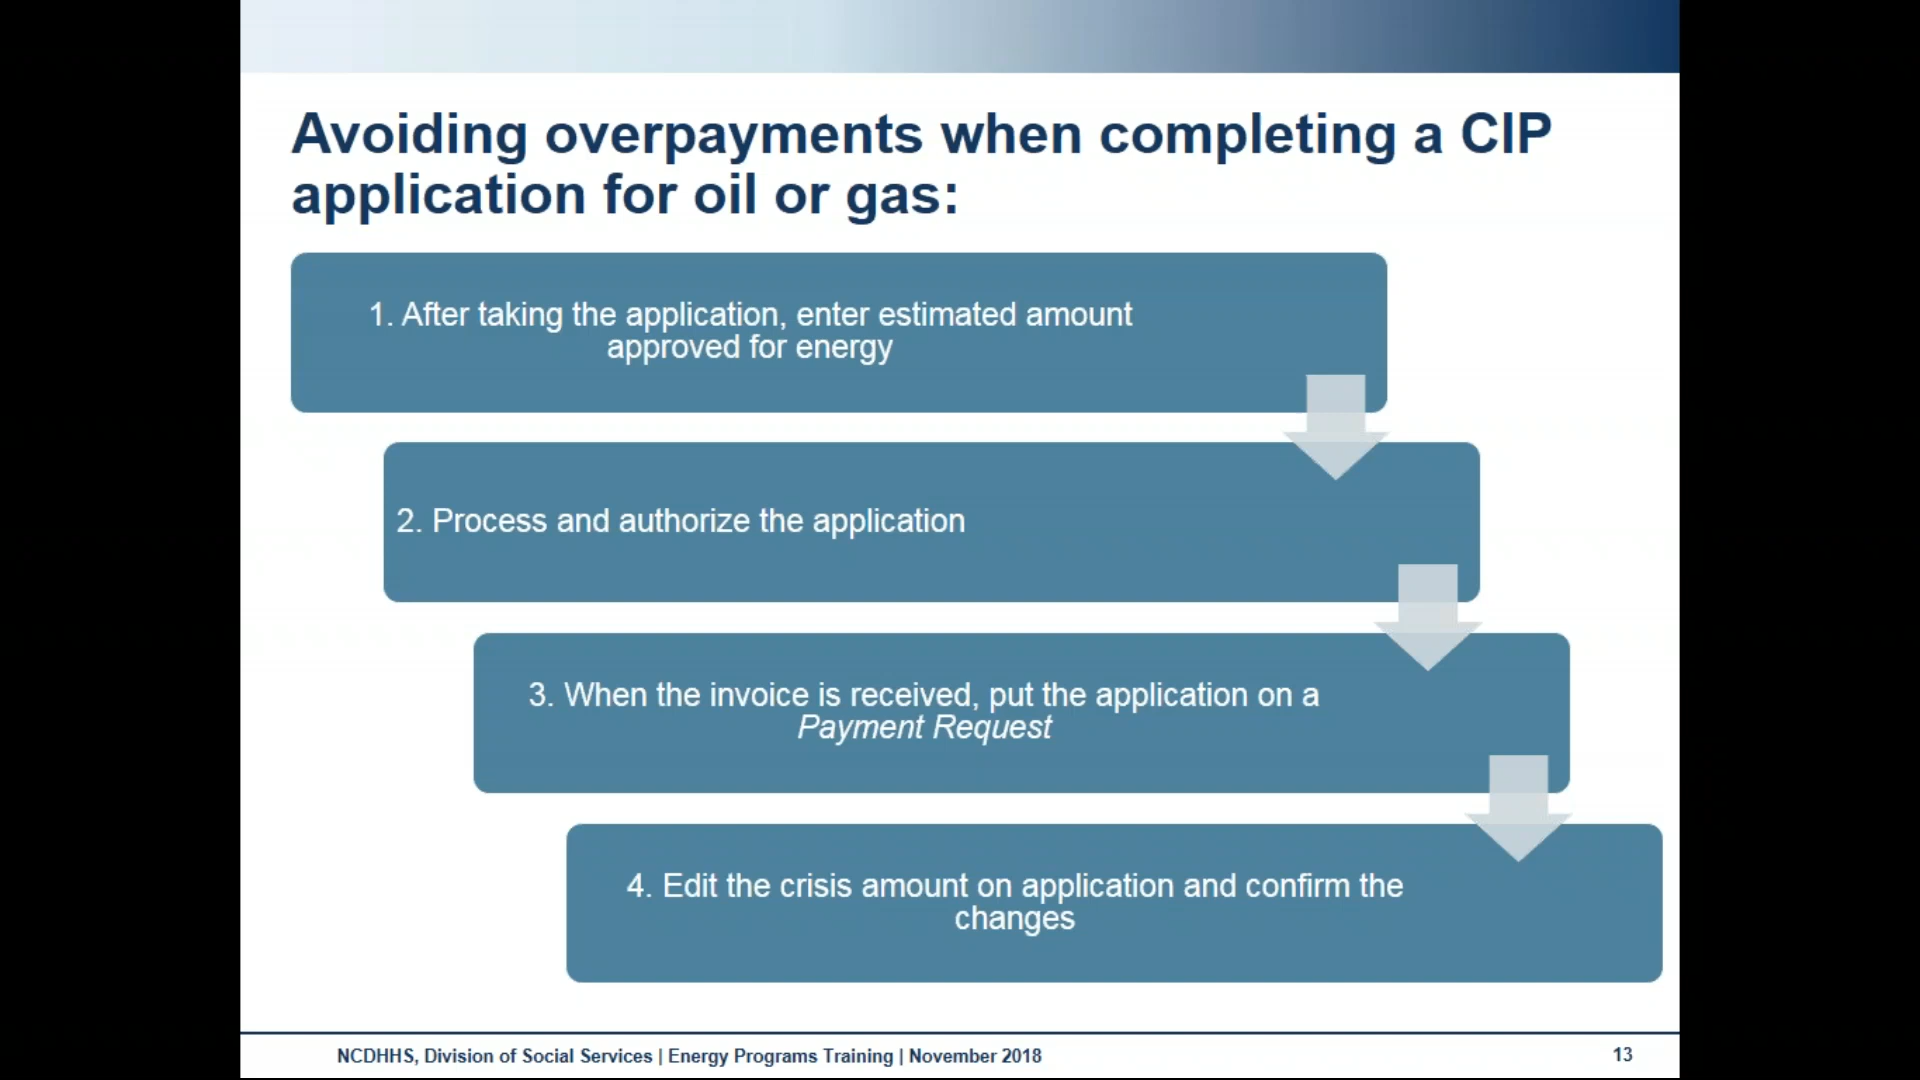 Avoiding overpayments when completing a CIP
application for oil or gas:
1. After taking the application, enter estimated amount
approved for energy
2. Process and authorize the application
3. When the invoice is received, put the application on a
Payment Request
4. Edit the crisis amount on application and confirm the
changes
NCDHHS, Division of Social Services | Energy Programs Training | November 2018
13